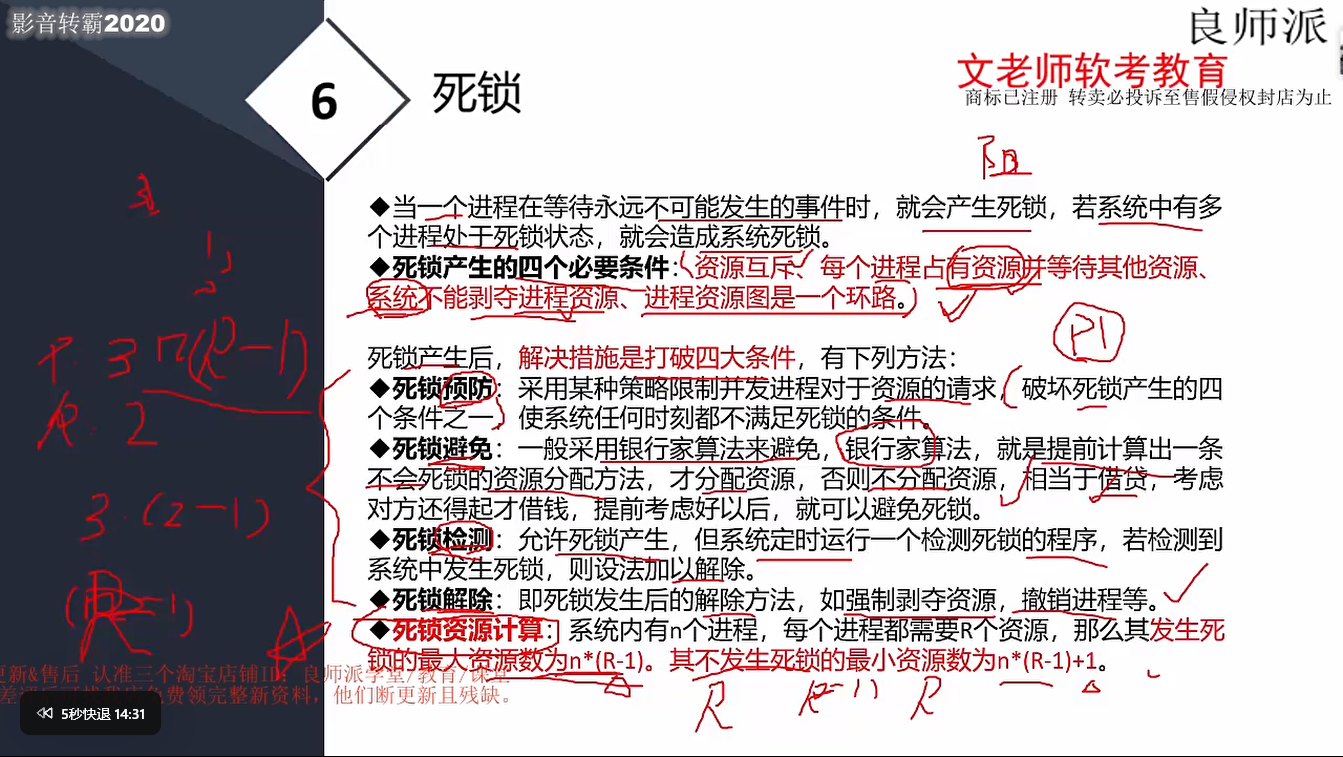 影音转霸2020
良师派
文老师软考教育
商标已注册 转卖必投诉至售假侵权封店为止
6
死锁
◆当一个进程在等待永远不可能发生的事件时，就会产生死锁，若系统中有多
个进程处于死锁状态，就会造成系统死锁。
◆死锁产生的四个必要条件：资源互斥、每个进程占有资源并等待其他资源、
系统不能剥夺进程资源、进程资源图是一个环路。
P1
死锁产生后，解决措施是打破四大条件，有下列方法：
◆死锁预防：采用某种策略限制并发进程对于资源的请求，破坏死锁产生的四
个条件之一，使系统任何时刻都不满足死锁的条件。
◆死锁避免：一般采用银行家算法来避免，银行家算法，就是提前计算出一条
不会死锁的资源分配方法，才分配资源，否则不分配资源，相当于借贷，考虑
对方还得起才借钱，提前考虑好以后，就可以避免死锁。
◆死锁检测：允许死锁产生，但系统定时运行一个检测死锁的程序，若检测到
系统中发生死锁，则设法加以解除。
◆死锁解除：即死锁发生后的解除方法，如强制剥夺资源，撤销进程等。
◆死锁资源计算：系统内有n个进程，每个进程都需要R个资源，那么其发生死
锁的最大资源数为n*(R-1)。其不发生死锁的最小资源数为n*(R-1)+1。
3 n(R-1)
2
3·(2-1)
R R-1) R
更新&售后 认准三个淘宝店铺ID：良师派学堂/教育/课堂
免费领完整新资料，他们断更新且残缺。
5秒快退 14:31